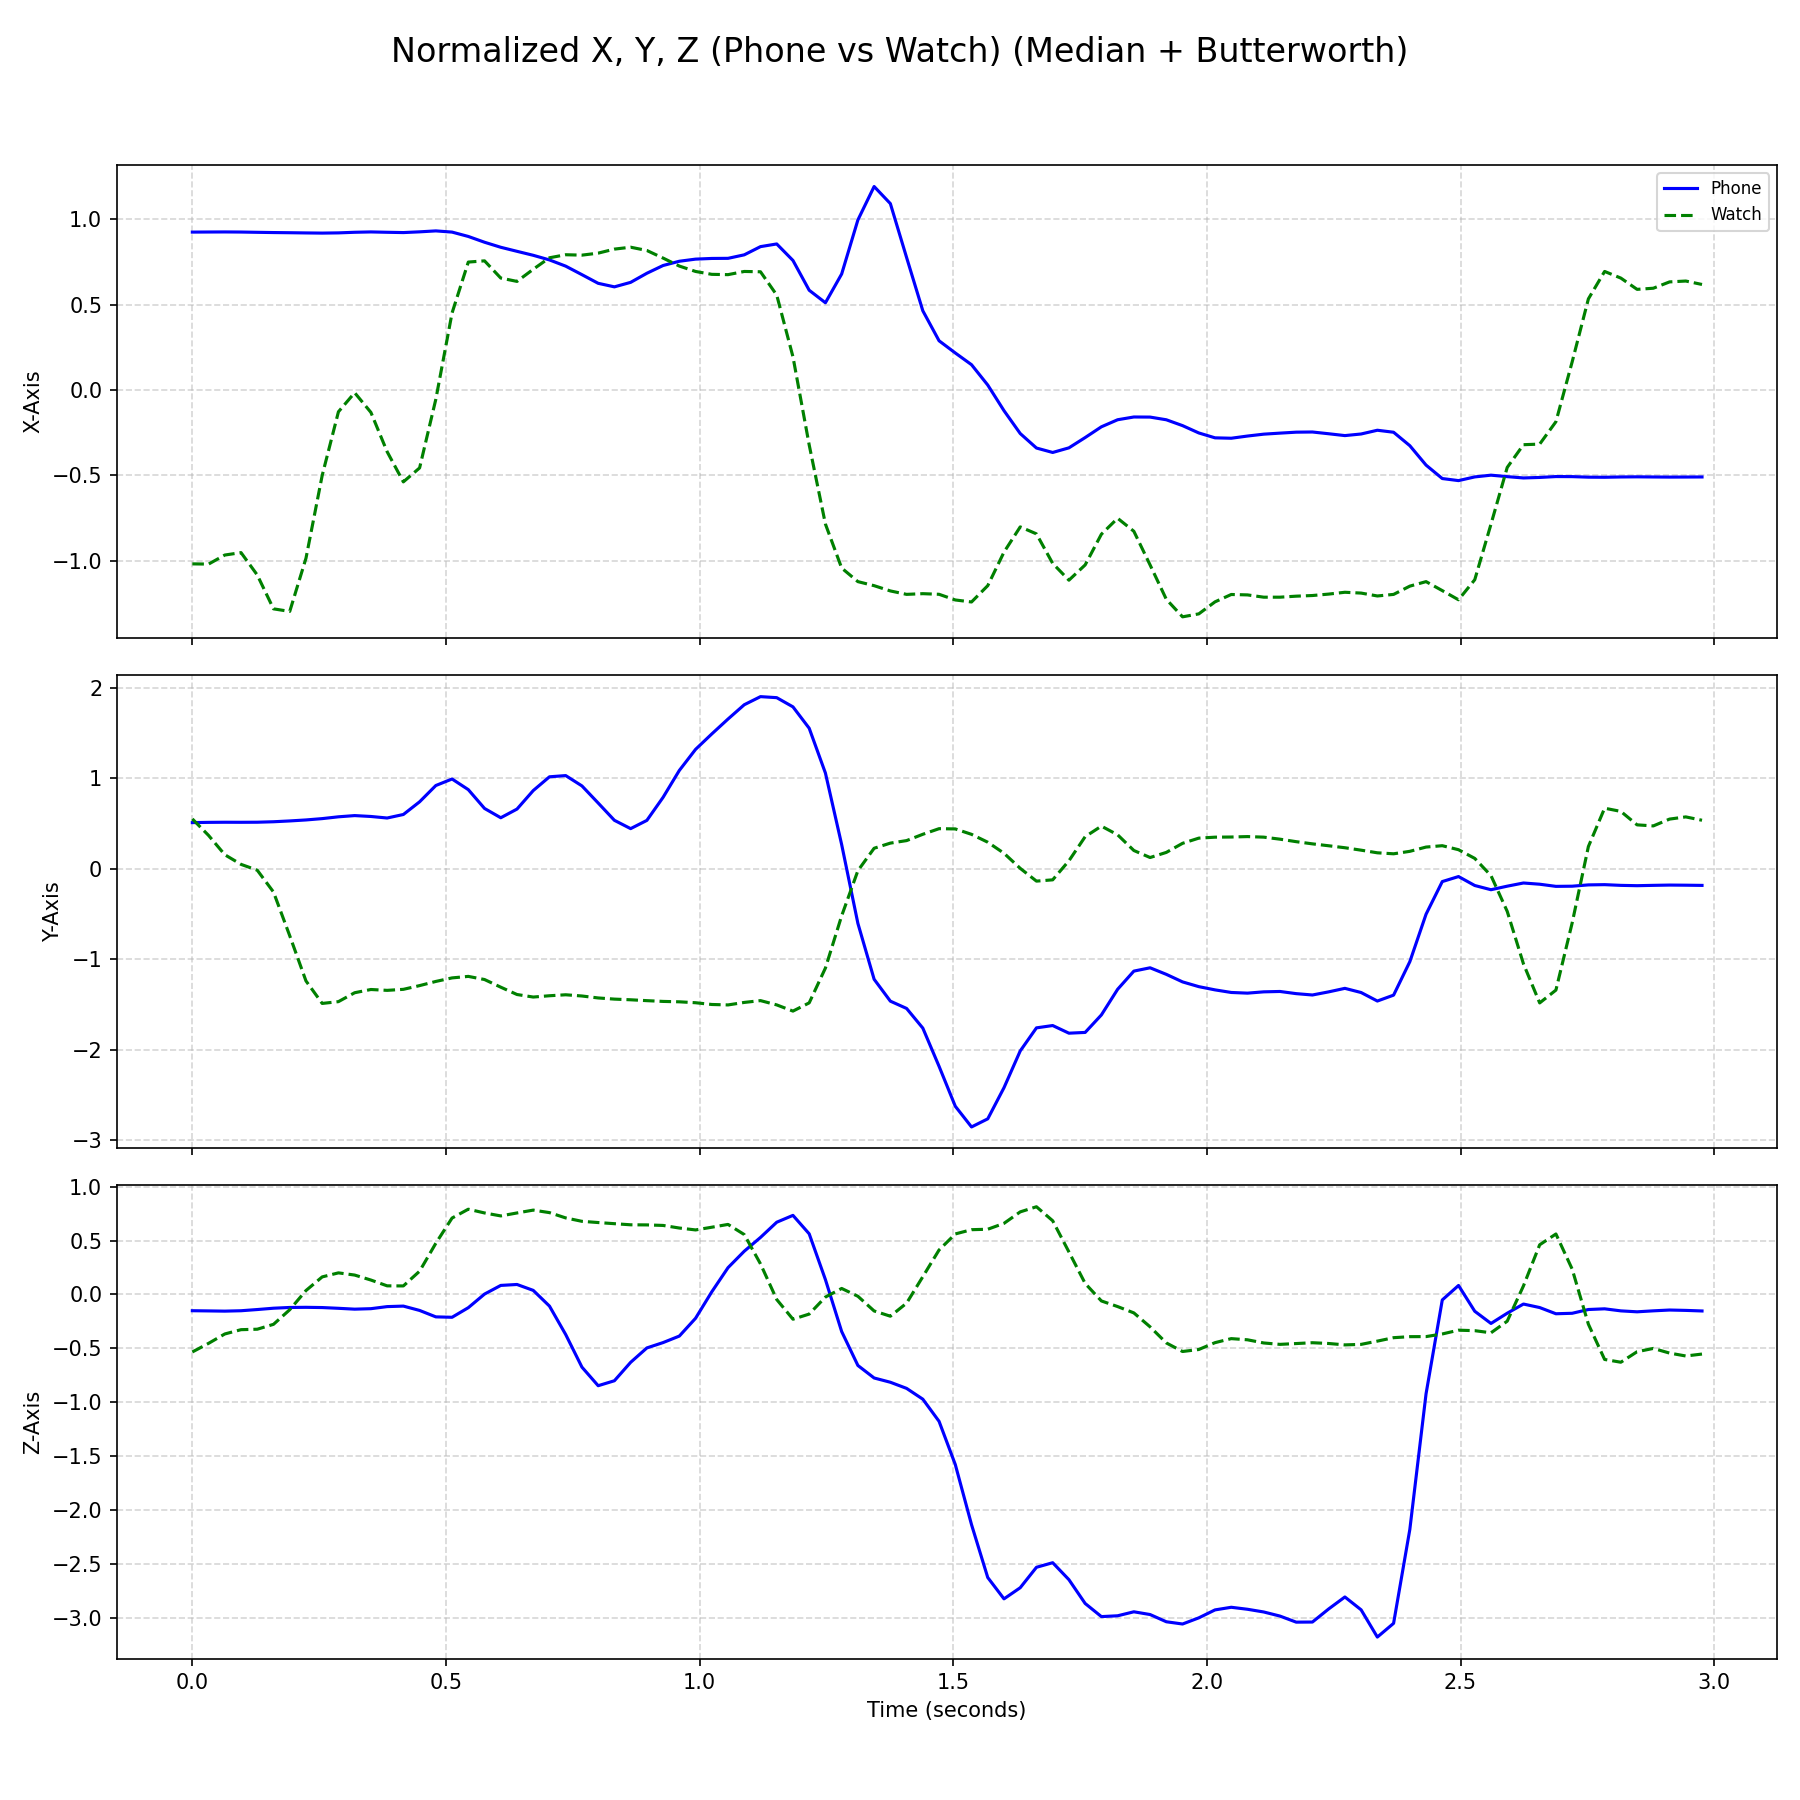 Normalized X, Y, Z (Phone vs Watch) (Median + Butterworth)
Phone
Watch
X-Axis
1.0
0.5
0.0
−0.5
−1.0
Y-Axis
2
1
0
−1
−2
−3
Z-Axis
1.0
0.5
0.0
−0.5
−1.0
−1.5
−2.0
−2.5
−3.0
0.0 0.5 1.0 1.5 2.0 2.5 3.0
Time (seconds)